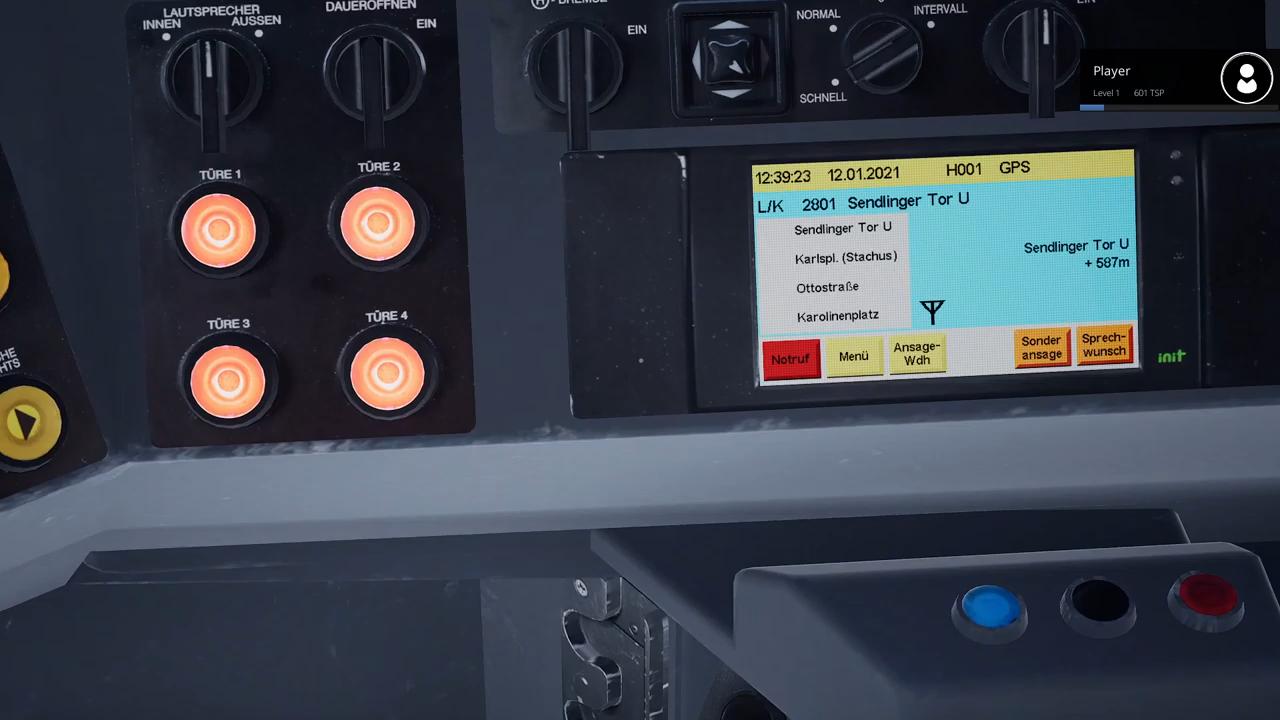 LAUTSPRECHER
INNEN
AUSSEN
DAUERÖFFNEN
EIN
H -BREMSE
EIN
NORMAL
INTERVALL
SCHNELL
EIN
Player
Level 1 601 TSP
TÜRE 1
TÜRE 2
TÜRE 3
TÜRE 4
12:39:23 12.01.2021 H001 GPS
L/K 2801 Sendlinger Tor U
Sendlinger Tor U
Karlspl. (Stachus)
Ottostraße
Karolinenplatz
Sendlinger Tor U
+ 587m
Notruf
Menü
Ansage-
Wdh
Sonder
ansage
Sprech-
wunsch
init